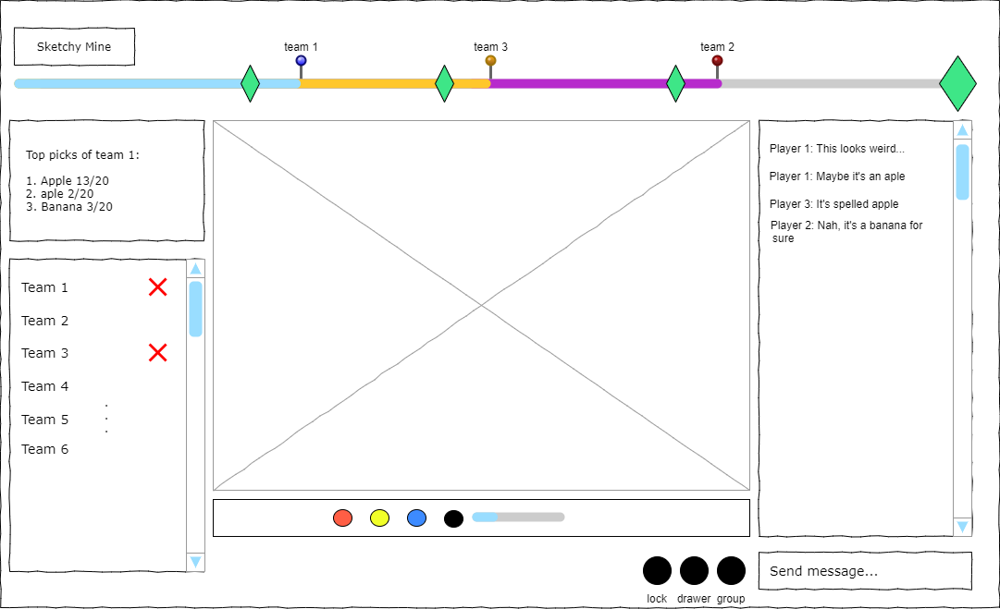 Sketchy Mine
team 1
team 3
team 2
Top picks of team 1:
1. Apple 13/20
2. aple 2/20
3. Banana 3/20
Team 1
Team 2
Team 3
Team 4
Team 5
Team 6
Player 1: This looks weird...
Player 1: Maybe it's an aple
Player 3: It's spelled apple
Player 2: Nah, it's a banana for
sure
lock
drawer
group
Send message...